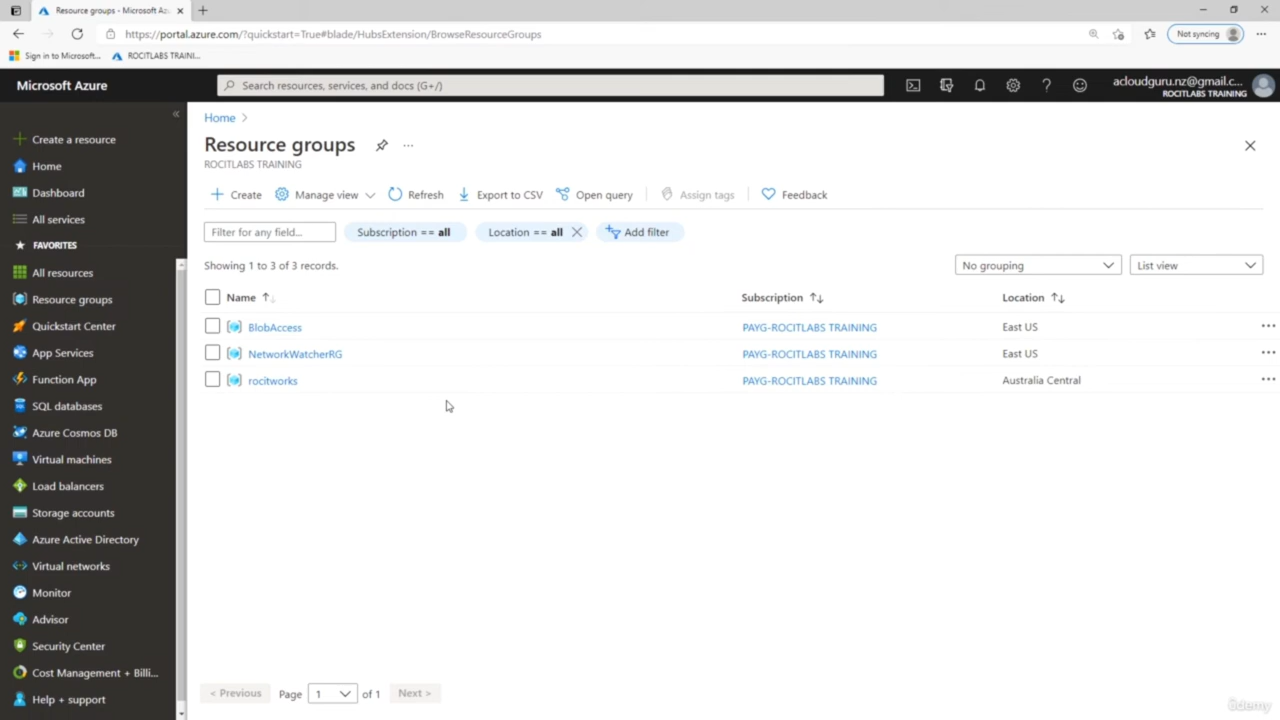 Resource groups - Microsoft Az...
https://portal.azure.com/?quickstart=True#blade/HubsExtension/BrowseResourceGroups
Not syncing
Sign in to Microsoft...
ROCITLABS TRAINI...
Microsoft Azure
Search resources, services, and docs (G+/)
acloudguru.nz@gmail.c...
ROCITLABS TRAINING
Create a resource
Home
Dashboard
All services
FAVORITES
All resources
Resource groups
Quickstart Center
App Services
Function App
SQL databases
Azure Cosmos DB
Virtual machines
Load balancers
Storage accounts
Azure Active Directory
Virtual networks
Monitor
Advisor
Security Center
Cost Management + Billi...
Help + support
Home >
Resource groups
ROCITLABS TRAINING
Create Manage view Refresh Export to CSV Open query Assign tags Feedback
Filter for any field... Subscription == all Location == all Add filter
Showing 1 to 3 of 3 records. No grouping List view
Name ↑↓ Subscription ↑↓ Location ↑↓
BlobAccess PAYG-ROCITLABS TRAINING East US
NetworkWatcherRG PAYG-ROCITLABS TRAINING East US
rocitworks PAYG-ROCITLABS TRAINING Australia Central
< Previous Page 1 of 1 Next >
ûdemy